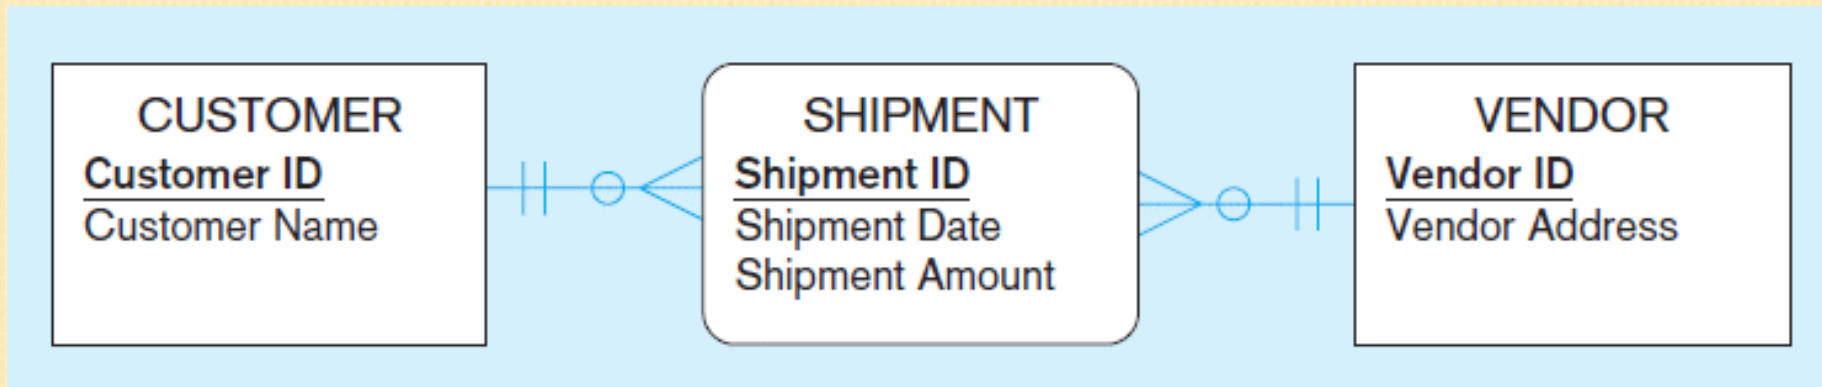 CUSTOMER
Customer ID
Customer Name
SHIPMENT
Shipment ID
Shipment Date
Shipment Amount
VENDOR
Vendor ID
Vendor Address